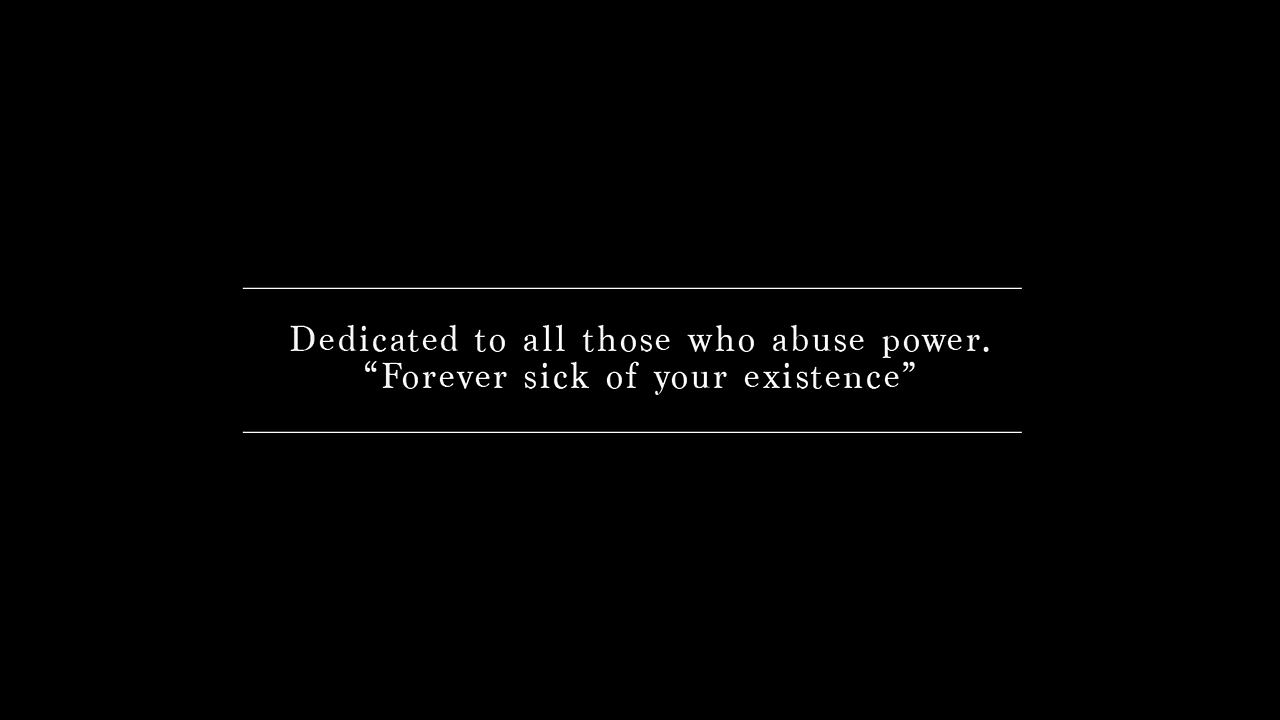 Dedicated to all those who abuse power.
“Forever sick of your existence”